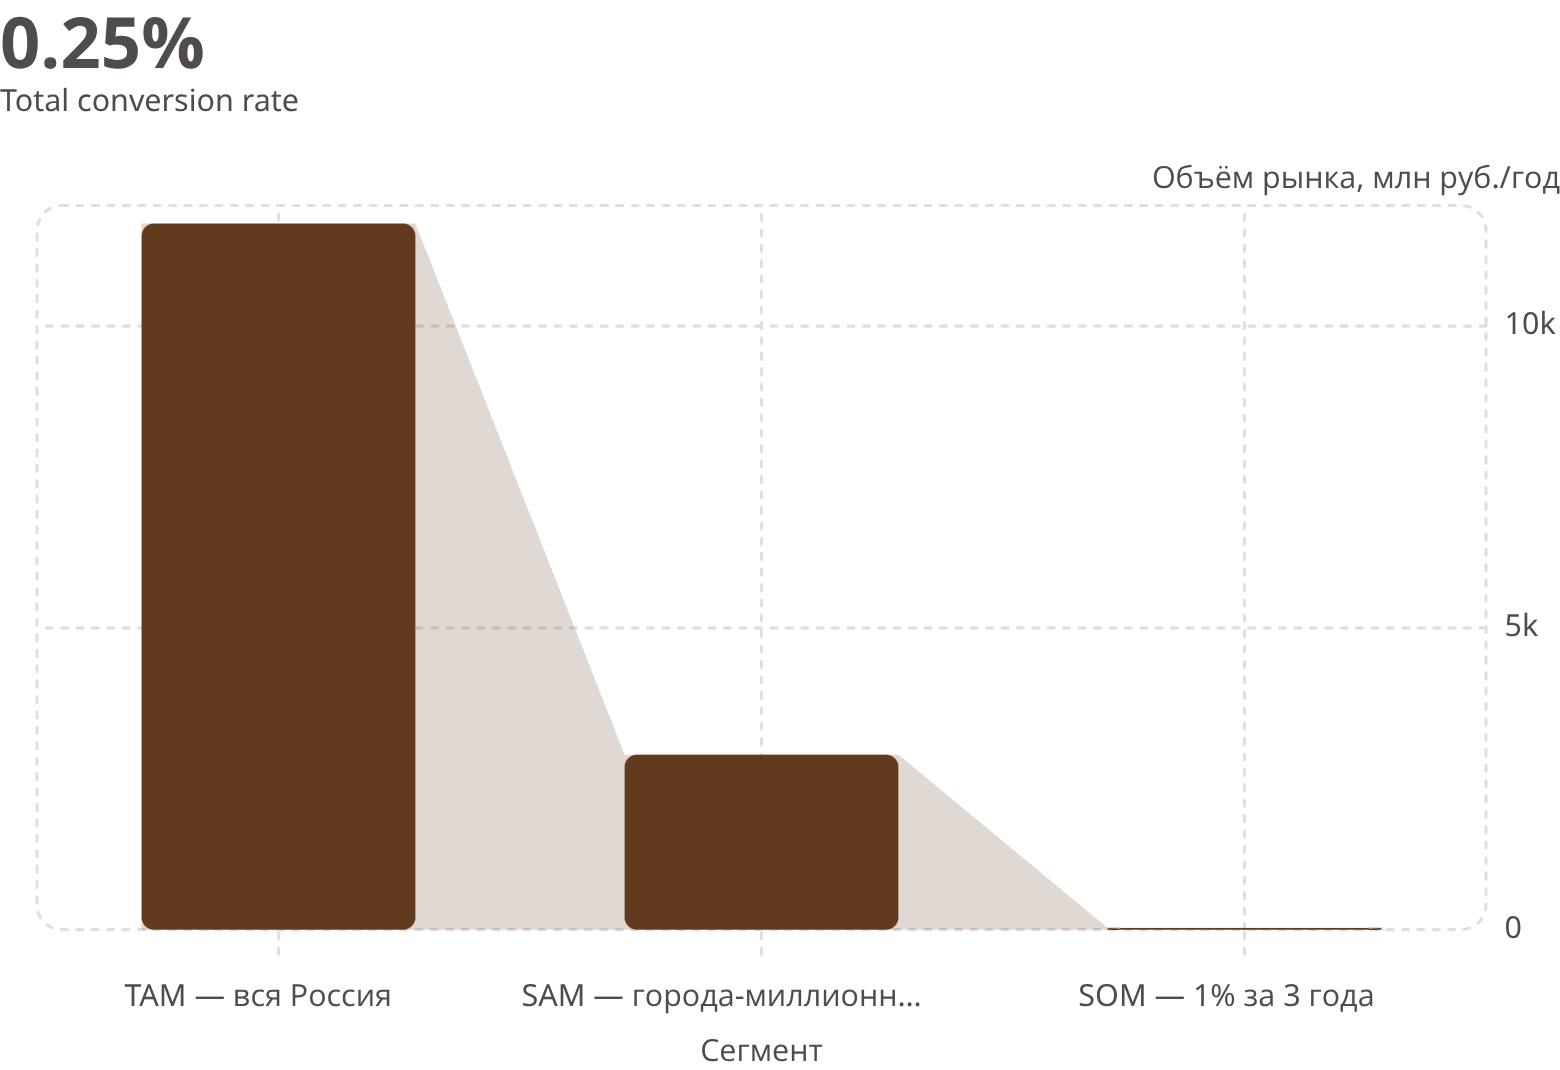 0.25%
Total conversion rate
Объём рынка, млн руб./год
10k
5k
0
TAM — вся Россия
SAM — города-миллионн...
SOM — 1% за 3 года
Сегмент